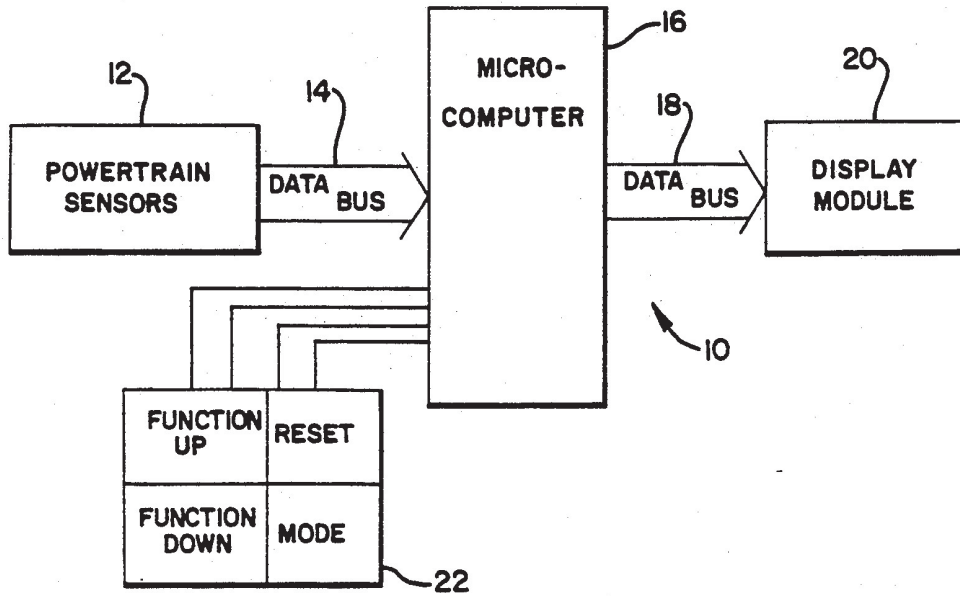 16
MICRO-
COMPUTER
12
14
18
20
POWERTRAIN
SENSORS
DATA
BUS
DATA
BUS
DISPLAY
MODULE
10
FUNCTION
UP
RESET
FUNCTION
DOWN
MODE
22